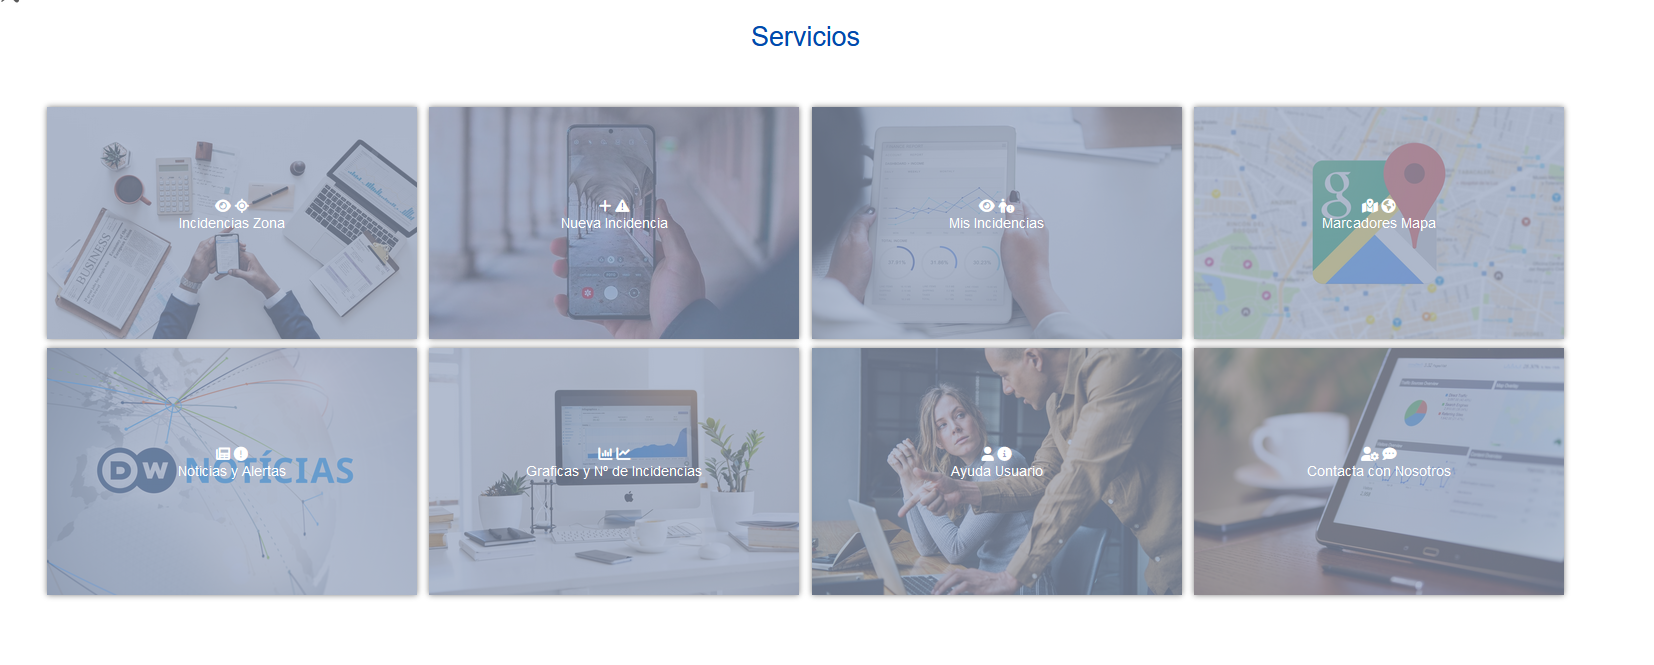 Servicios
Incidencias Zona
Nueva Incidencia
Mis Incidencias
Marcadores Mapa
BUSINESS
g
Noticias y Alertas
DW NOTÍCIAS
Graficas y Nº de Incidencias
Ayuda Usuario
Contacta con Nosotros